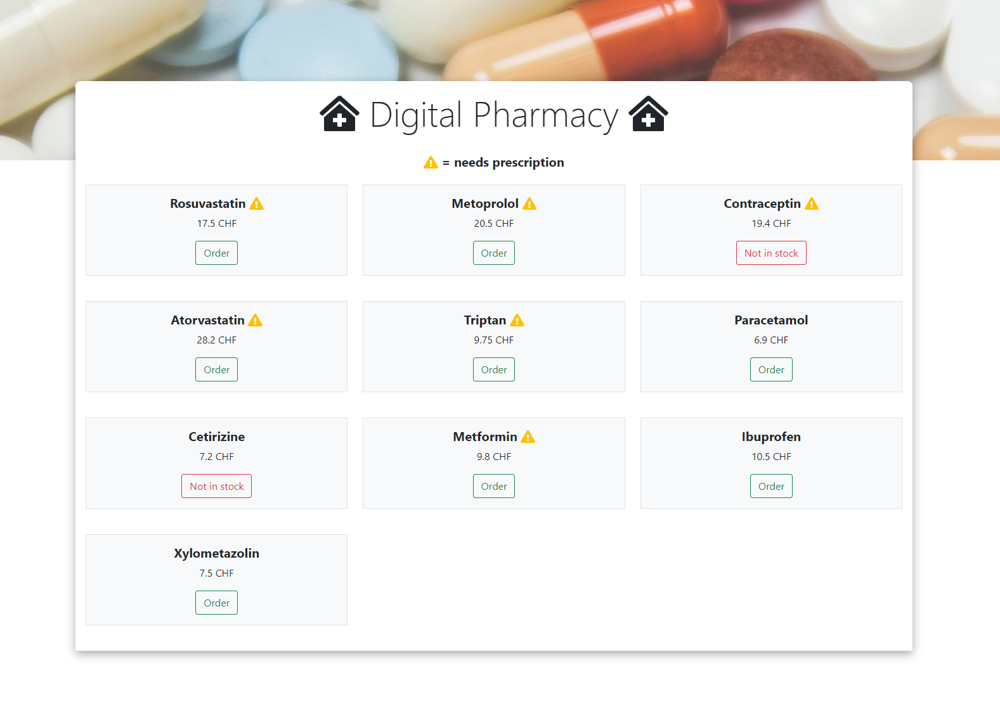 Digital Pharmacy
= needs prescription
Rosuvastatin
17.5 CHF
Order
Metoprolol
20.5 CHF
Order
Contraceptin
19.4 CHF
Not in stock
Atorvastatin
28.2 CHF
Order
Triptan
9.75 CHF
Order
Paracetamol
6.9 CHF
Order
Cetirizine
7.2 CHF
Not in stock
Metformin
9.8 CHF
Order
Ibuprofen
10.5 CHF
Order
Xylometazolin
7.5 CHF
Order